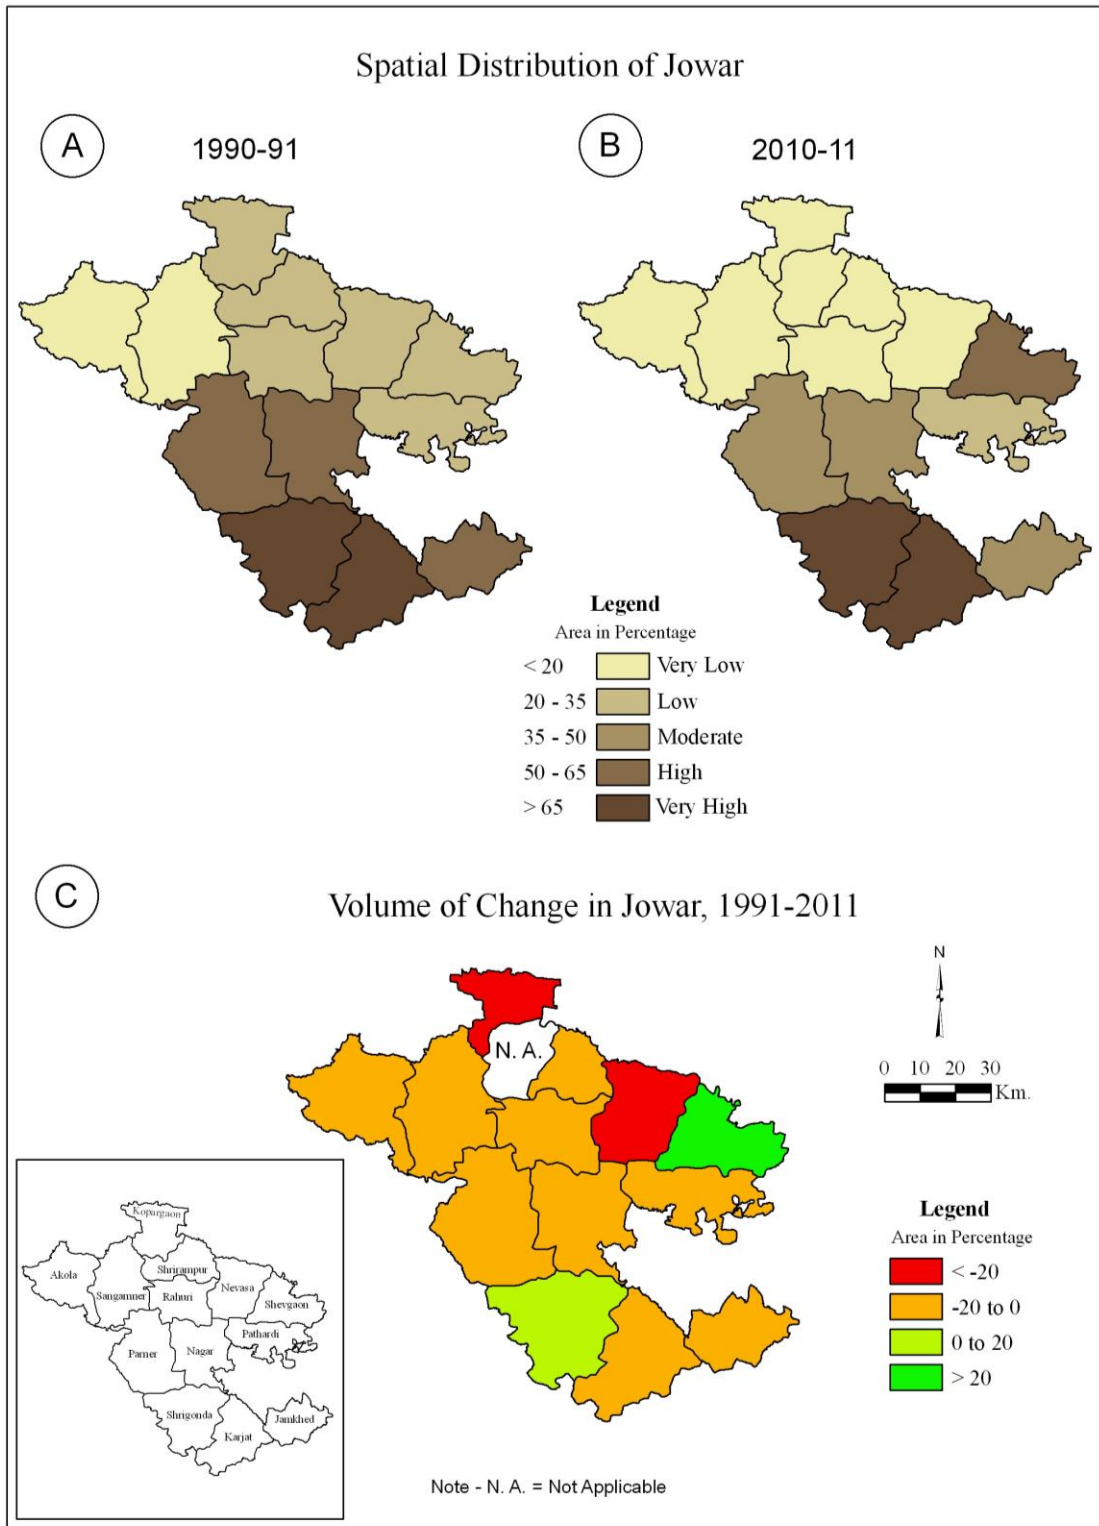 Spatial Distribution of Jowar
A
1990-91
B
2010-11
Legend
Area in Percentage
< 20 Very Low
20 - 35 Low
35 - 50 Moderate
50 - 65 High
> 65 Very High
C
Volume of Change in Jowar, 1991-2011
N
N. A.
0 10 20 30
Km.
Kopargaon
Akola
Shrirampur
Sangamner
Rahuri
Nevasa
Shevgaon
Parner
Nagar
Pathardi
Shrigonda
Karjat
Jamkhed
Legend
Area in Percentage
< -20
-20 to 0
0 to 20
> 20
Note - N. A. = Not Applicable